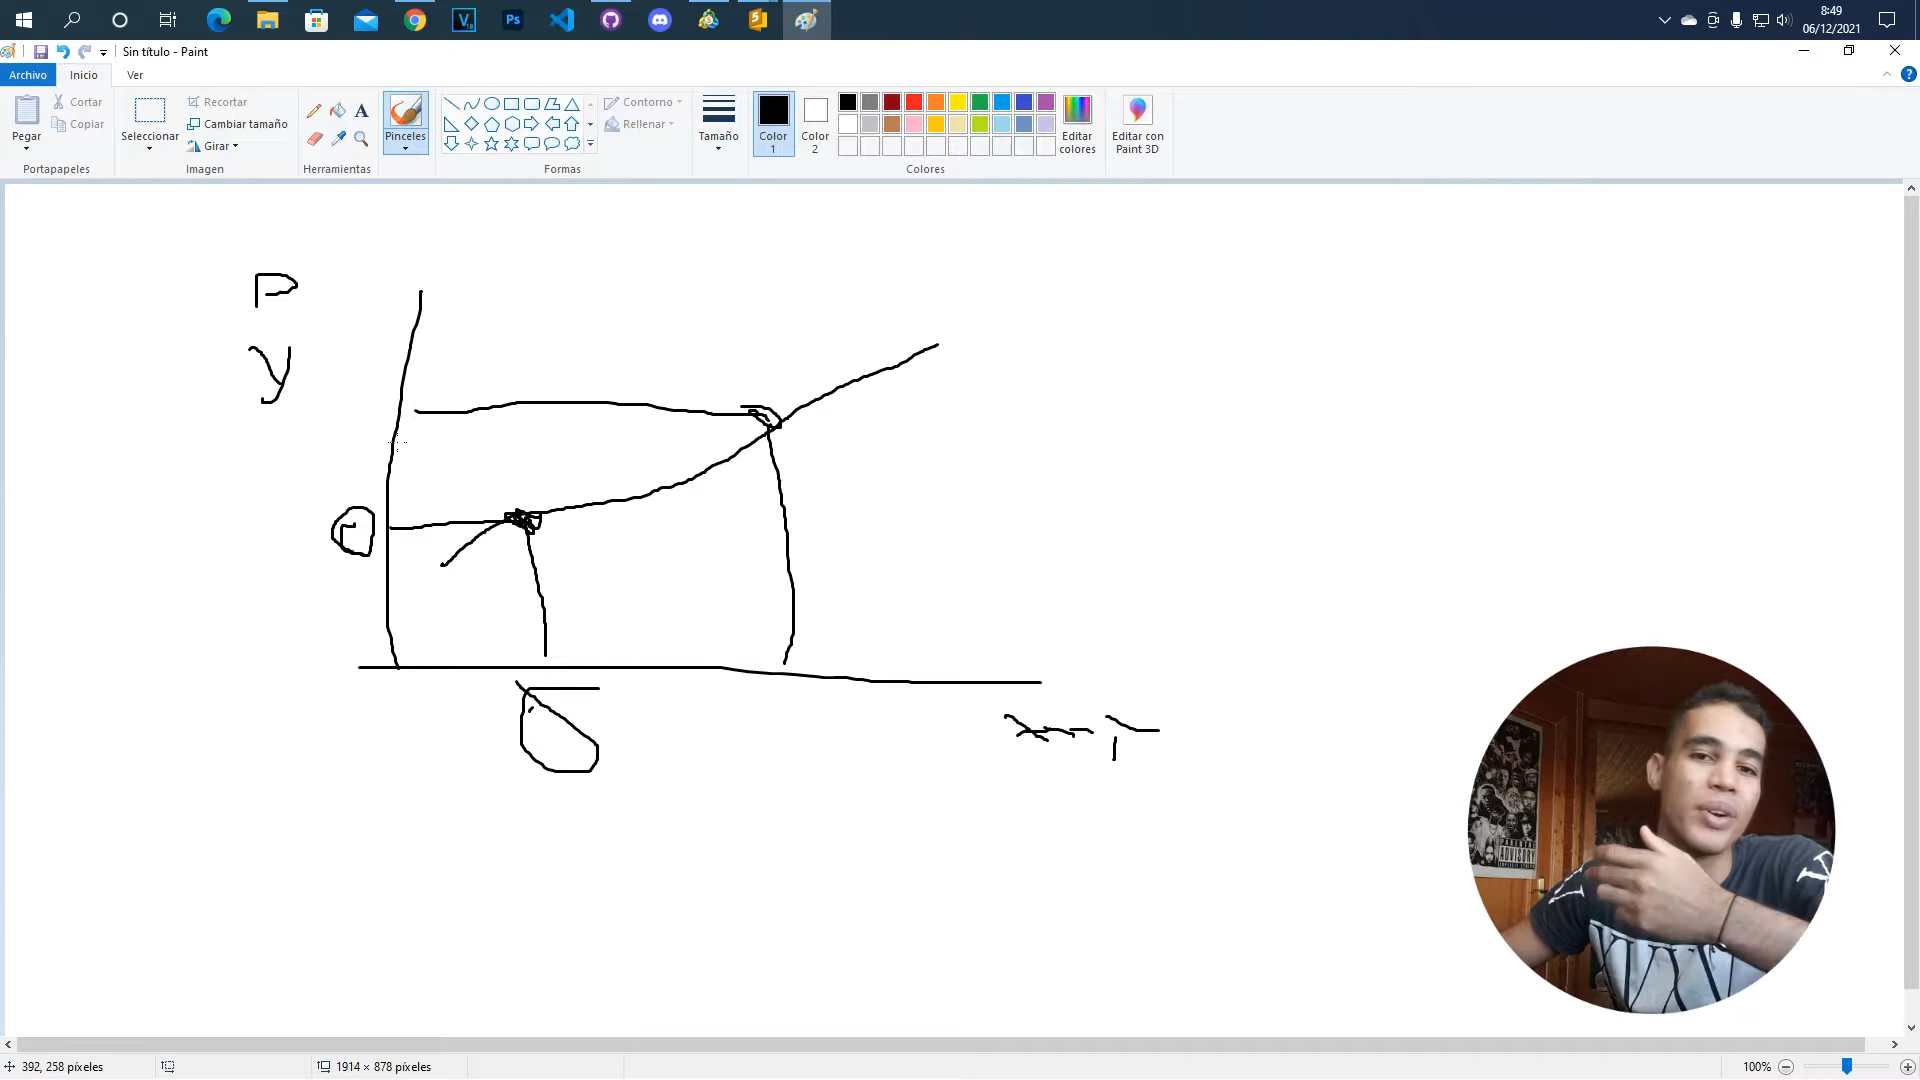 8:49
06/12/2021
Sin título - Paint
Archivo Inicio Ver
Pegar
Cortar
Copiar
Portapapeles
Seleccionar
Recortar
Cambiar tamaño
Girar
Imagen
A
Herramientas
Pinceles
Contorno
Rellenar
Formas
Tamaño
Color
1
Color
2
Editar
colores
Editar con
Paint 3D
Colores
P
y
PARENTAL
ADVISORY
392, 258 píxeles
1914 × 878 píxeles
100%